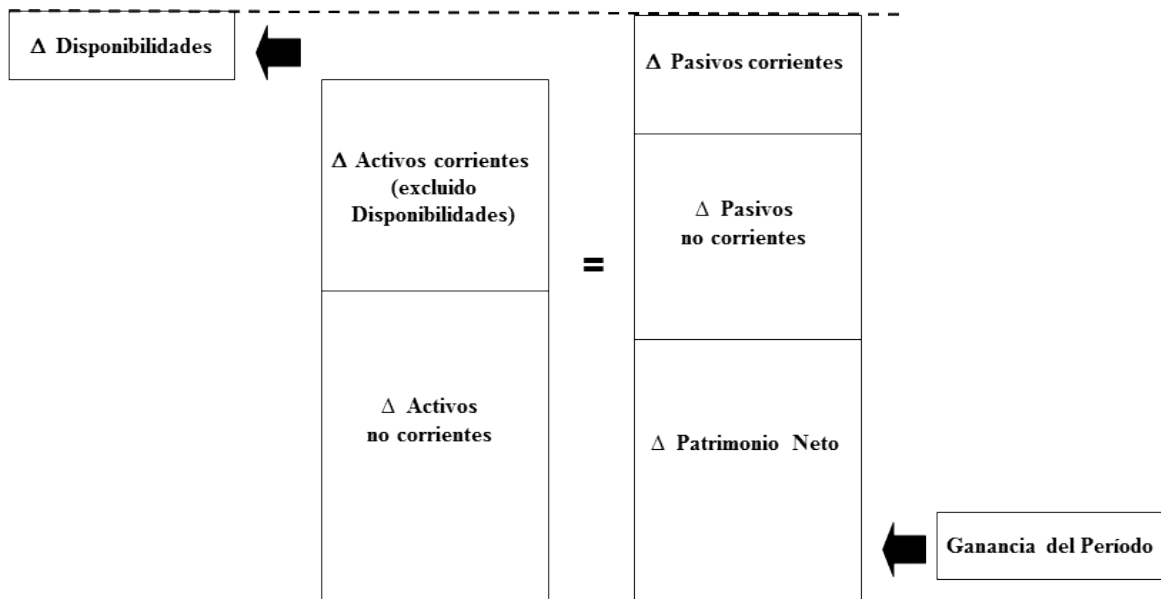 Δ Disponibilidades
Δ Activos corrientes
(excluido
Disponibilidades)
Δ Activos
no corrientes
=
Δ Pasivos corrientes
Δ Pasivos
no corrientes
Δ Patrimonio Neto
Ganancia del Período